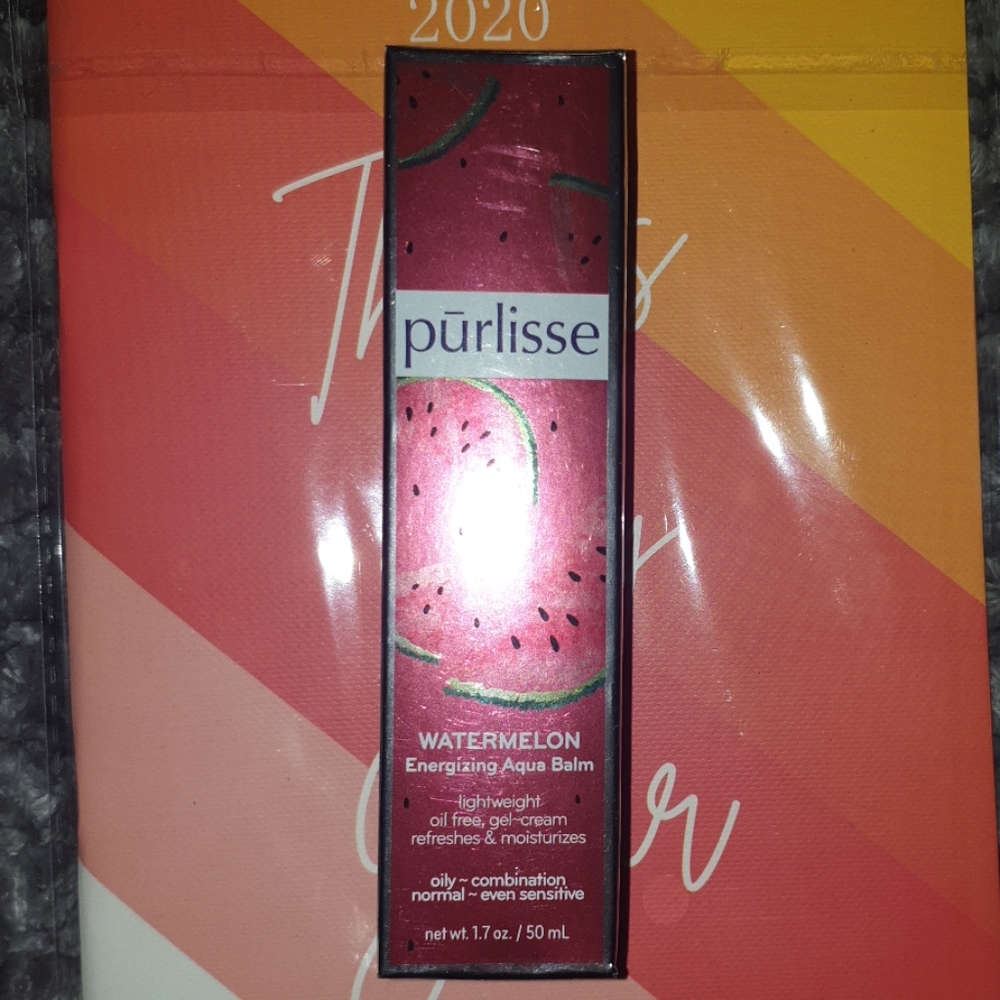 2020
pūrlisse
WATERMELON
Energizing Aqua Balm
lightweight
oil free, gel-cream
refreshes & moisturizes
oily ~ combination
normal ~ even sensitive
net wt. 1.7 oz. / 50 mL